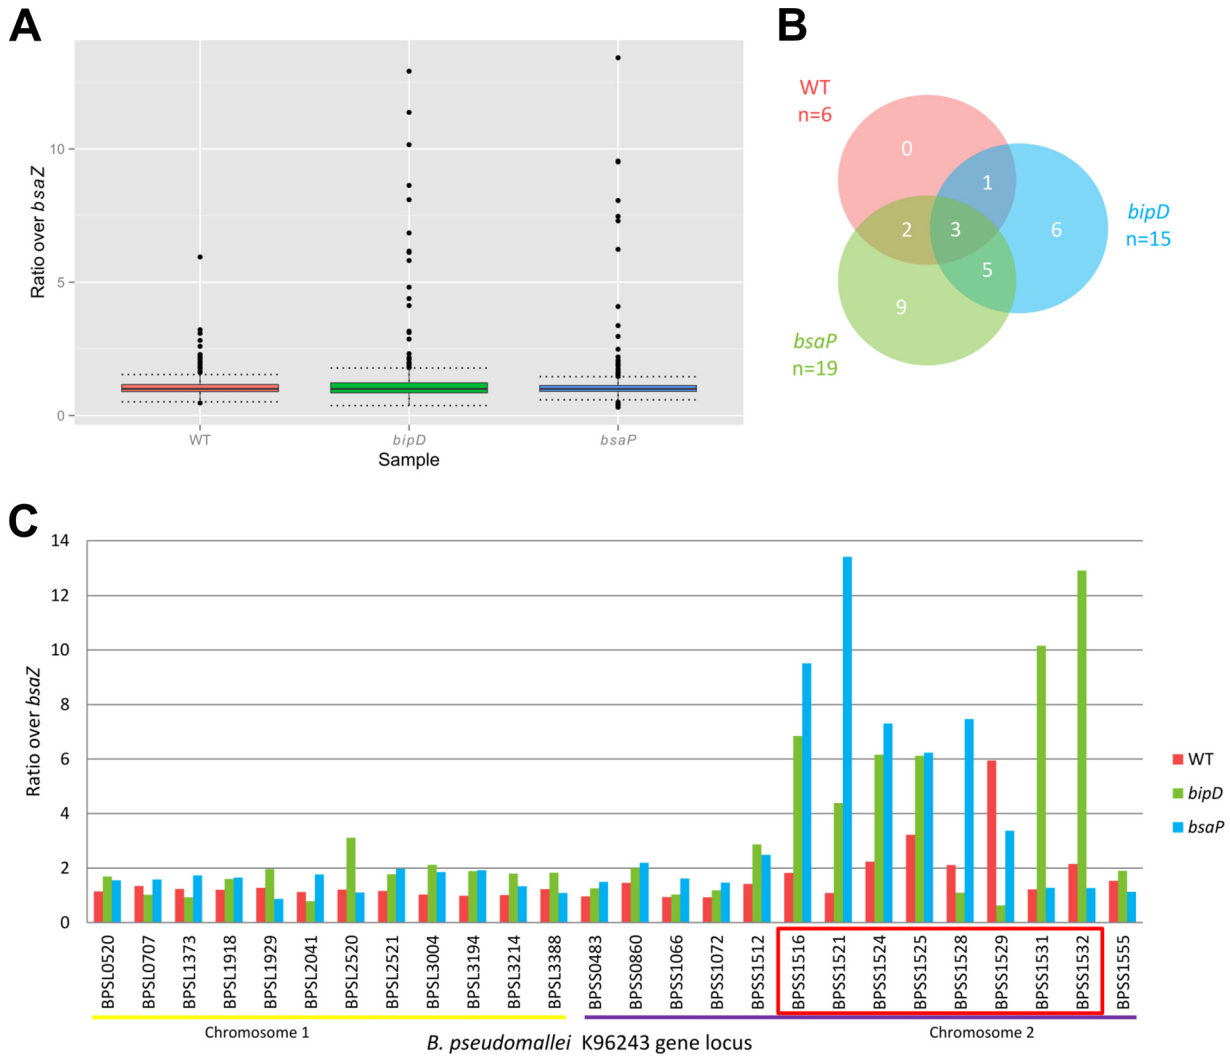 A
Ratio over bsaZ
10
5
0
WT
bipD
bsaP
Sample
B
WT
n=6
0
1
bipD
n=15
2
3
6
5
9
bsaP
n=19
C
Ratio over bsaZ
14
12
10
8
6
4
2
0
WT
bipD
bsaP
BPSL0520
BPSL0707
BPSL1373
BPSL1918
BPSL1929
BPSL2041
BPSL2520
BPSL2521
BPSL3004
BPSL3194
BPSL3214
BPSL3388
BPSS0483
BPSS0860
BPSS1066
BPSS1072
BPSS1512
BPSS1516
BPSS1521
BPSS1524
BPSS1525
BPSS1528
BPSS1529
BPSS1531
BPSS1532
BPSS1555
Chromosome 1
Chromosome 2
B. pseudomallei K96243 gene locus